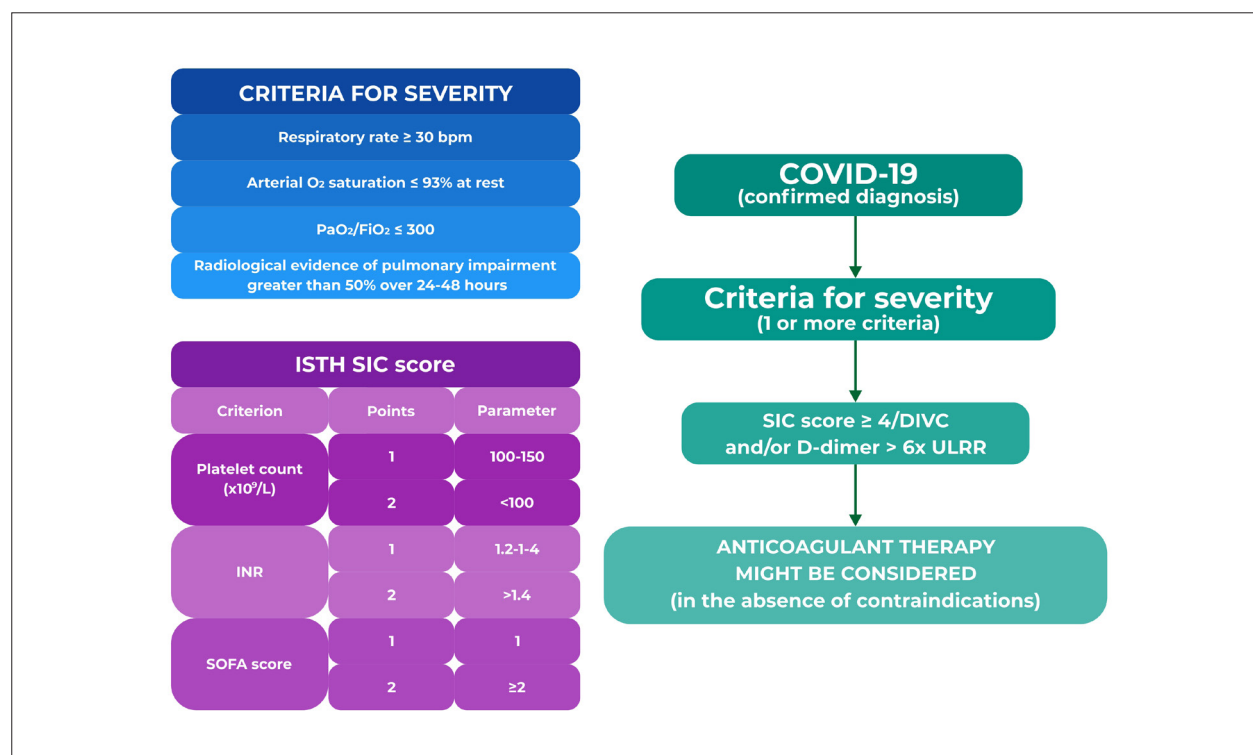 CRITERIA FOR SEVERITY
Respiratory rate ≥ 30 bpm
Arterial O₂ saturation ≤ 93% at rest
PaO₂/FiO₂ ≤ 300
Radiological evidence of pulmonary impairment
greater than 50% over 24-48 hours
ISTH SIC score
Criterion Points Parameter
Platelet count
(x10⁹/L)
1 100-150
2 <100
INR
1 1.2-1-4
2 >1.4
SOFA score
1 1
2 ≥2
COVID-19
(confirmed diagnosis)
Criteria for severity
(1 or more criteria)
SIC score ≥ 4/DIVC
and/or D-dimer > 6x ULRR
ANTICOAGULANT THERAPY
MIGHT BE CONSIDERED
(in the absence of contraindications)